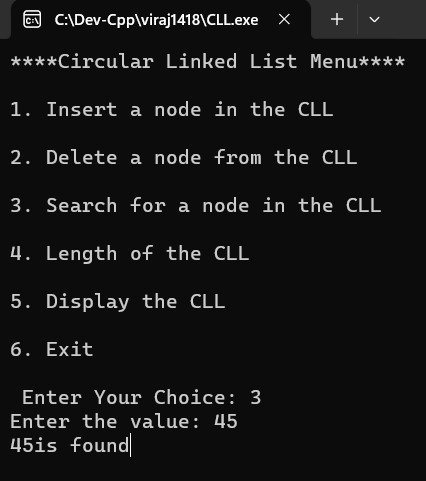 C:\Dev-Cpp\viraj1418\CLL.exe
****Circular Linked List Menu****
1. Insert a node in the CLL
2. Delete a node from the CLL
3. Search for a node in the CLL
4. Length of the CLL
5. Display the CLL
6. Exit
Enter Your Choice: 3
Enter the value: 45
45is found